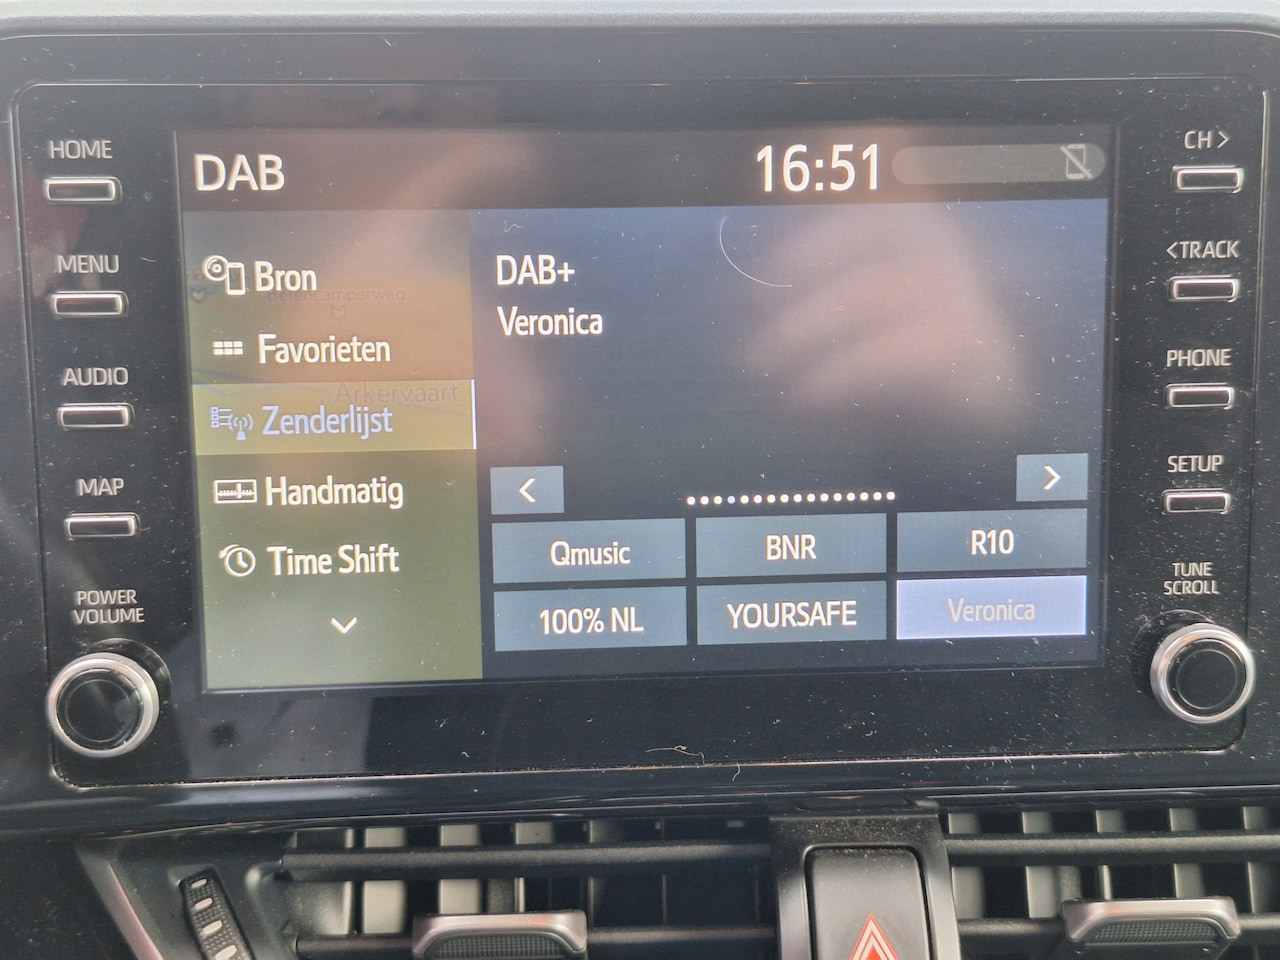 HOME
MENU
AUDIO
MAP
POWER
VOLUME
DAB
16:51
Bron
Favorieten
Arkervaart
Zenderlijst
Handmatig
Time Shift
DAB+
Veronica
<
>
Qmusic
BNR
R10
100% NL
YOURSAFE
Veronica
CH >
<TRACK
PHONE
SETUP
TUNE
SCROLL